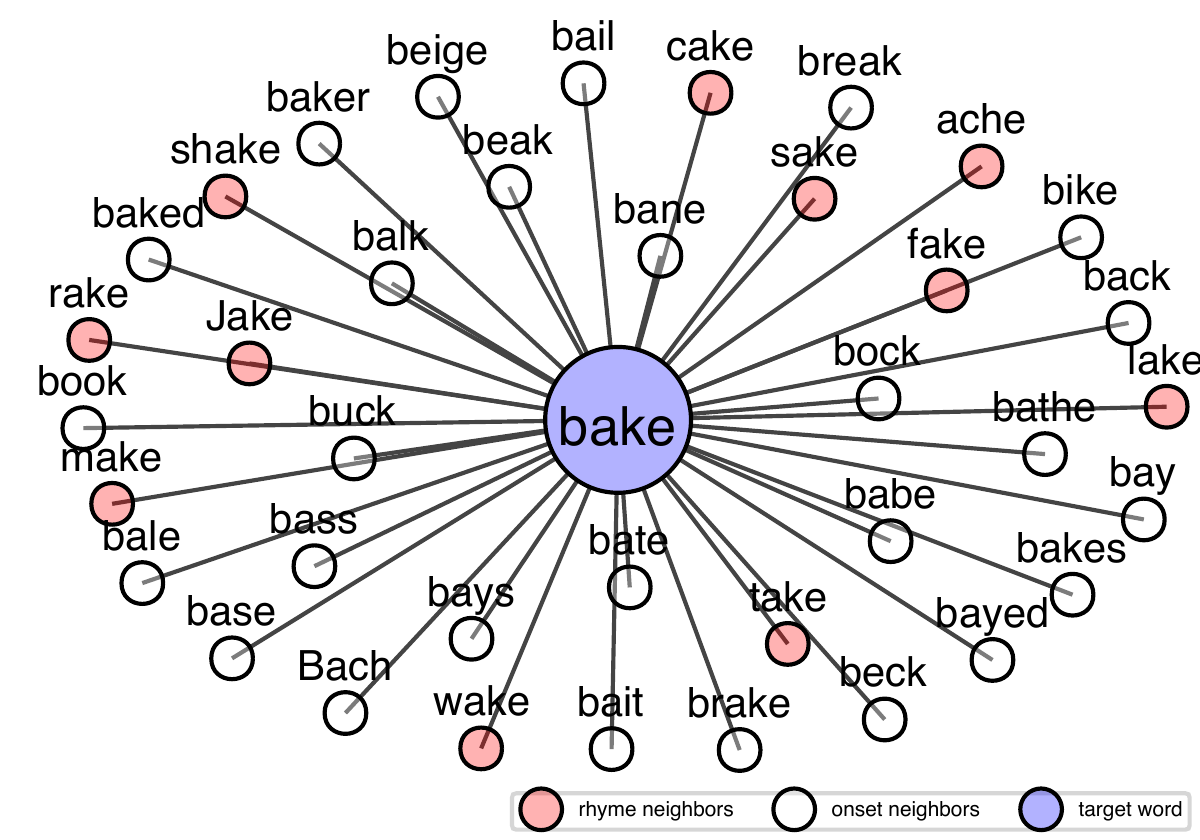 bail
cake
beige
break
baker
ache
beak
shake
sake
bike
bane
baked
balk
fake
back
rake
Jake
bock
lake
book
bathe
buck
bake
make
bay
babe
bass
bale
bate
bakes
bays
take
base
bayed
Bach
beck
wake
bait
brake
rhyme neighbors
onset neighbors
target word